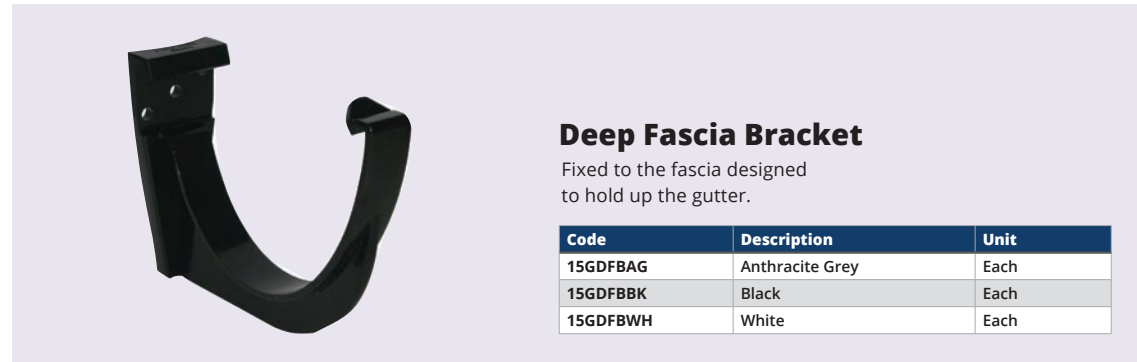 Deep Fascia Bracket
Fixed to the fascia designed
to hold up the gutter.
Code Description Unit
15GDFBAG Anthracite Grey Each
15GDFBBK Black Each
15GDFBWH White Each